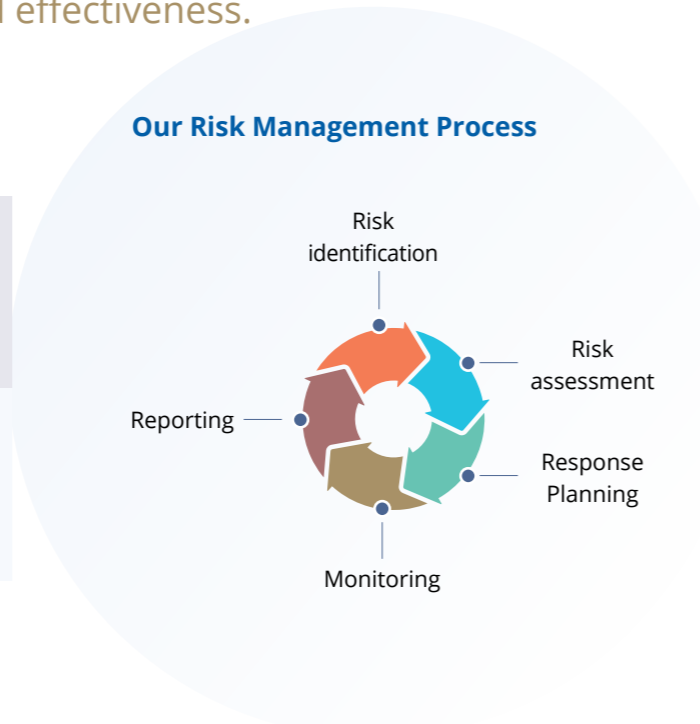 effectiveness.
Our Risk Management Process
Risk
identification
Risk
assessment
Response
Planning
Monitoring
Reporting